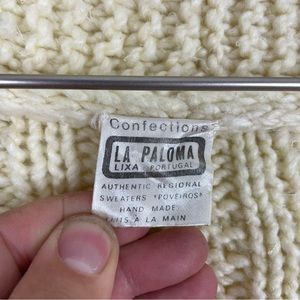 Confections
LA PALOMA
LIXA - PORTUGAL
AUTHENTIC REGIONAL
SWEATERS "POVEIROS"
HAND MADE
FAITS A LA MAIN